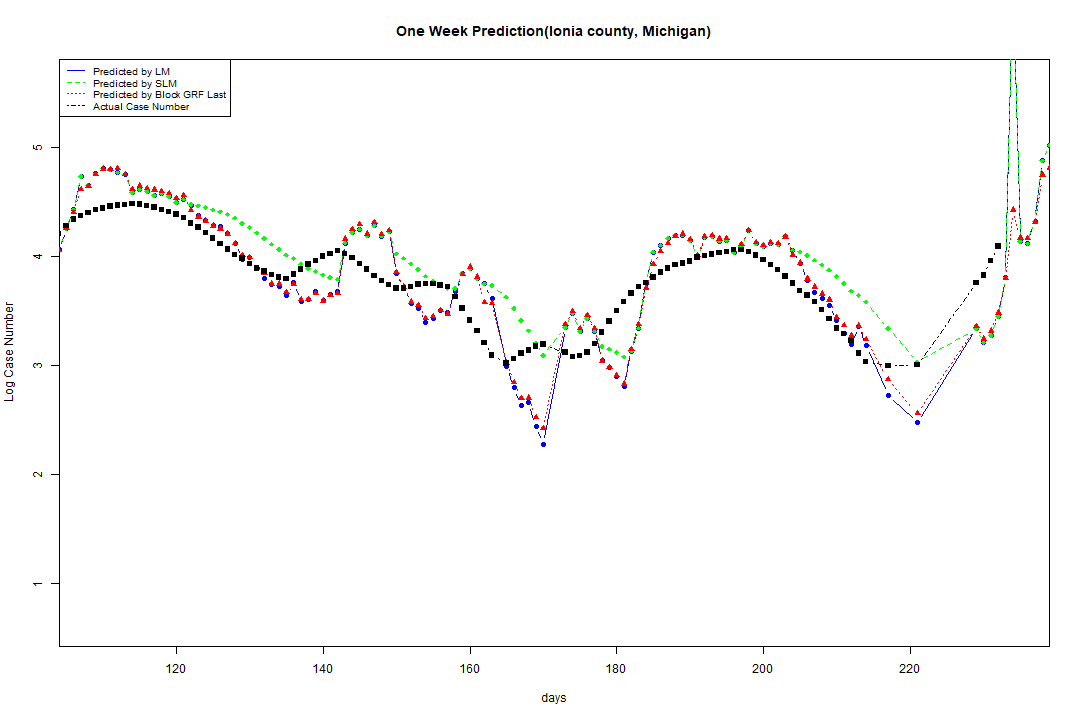 One Week Prediction(Ionia county, Michigan)
Predicted by LM
Predicted by SLM
Predicted by Block GRF Last
Actual Case Number
5
4
3
2
1
Log Case Number
120 140 160 180 200 220
days